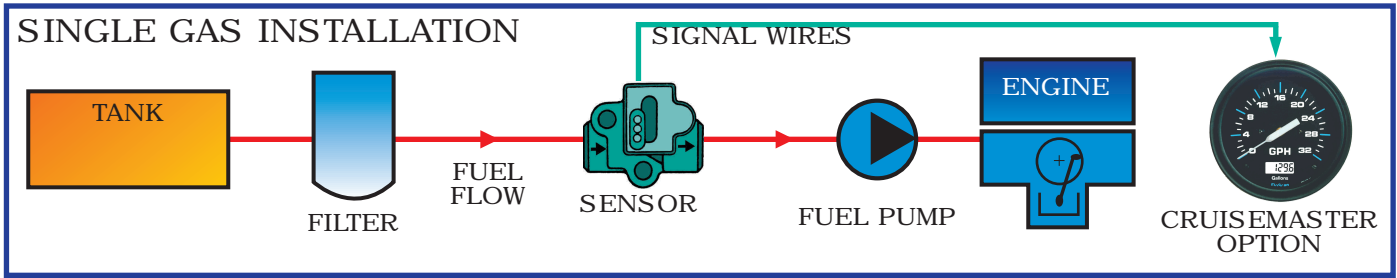 SINGLE GAS INSTALLATION
SIGNAL WIRES
TANK
ENGINE
FUEL
FLOW
FILTER
SENSOR
FUEL PUMP
0
4
8
12
16
20
24
28
32
GPH
1296
Gallons
CRUISEMASTER
OPTION